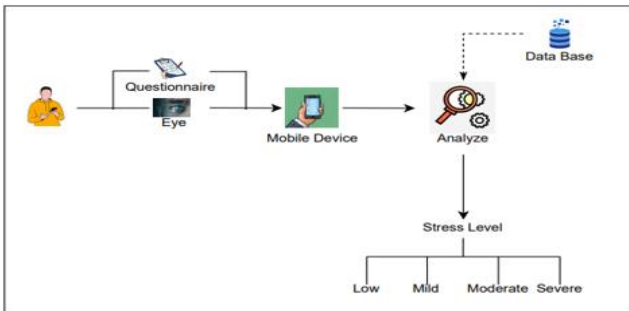 Data Base
Questionnaire
Eye
Mobile Device
Analyze
Stress Level
Low Mild Moderate Severe